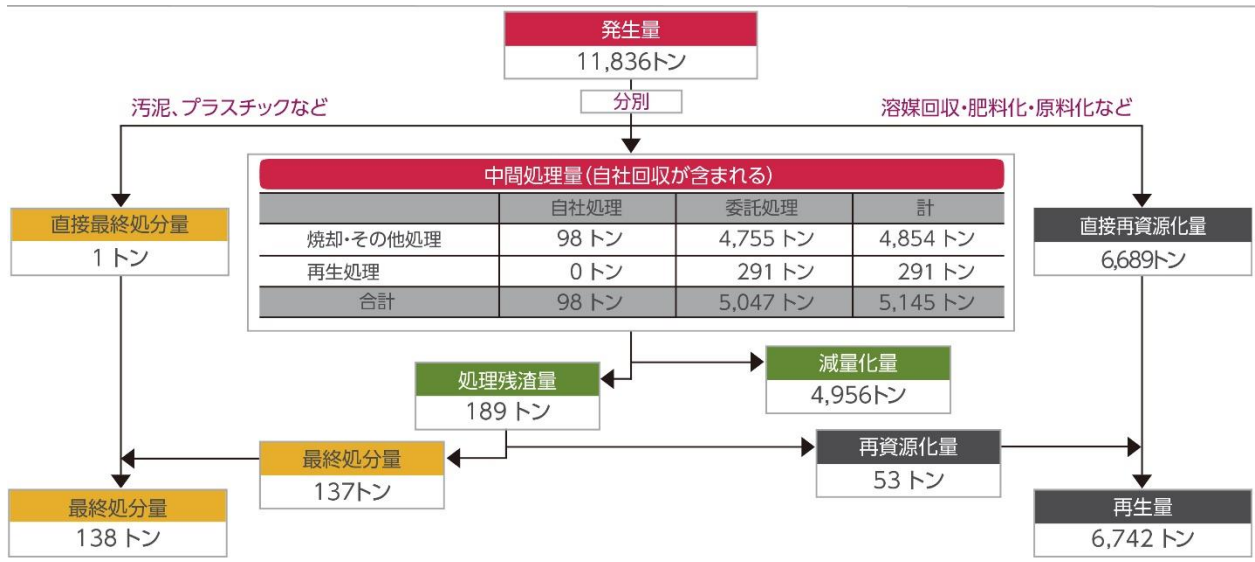 発生量
11,836トン
分別
汚泥、プラスチックなど
溶媒回収・肥料化・原料化など
中間処理量(自社回収が含まれる)
自社処理 委託処理 計
焼却・その他処理 98 トン 4,755 トン 4,854 トン
再生処理 0 トン 291 トン 291 トン
合計 98 トン 5,047 トン 5,145 トン
直接最終処分量
1 トン
直接再資源化量
6,689トン
処理残渣量
189 トン
減量化量
4,956トン
最終処分量
137トン
再資源化量
53 トン
最終処分量
138 トン
再生量
6,742 トン